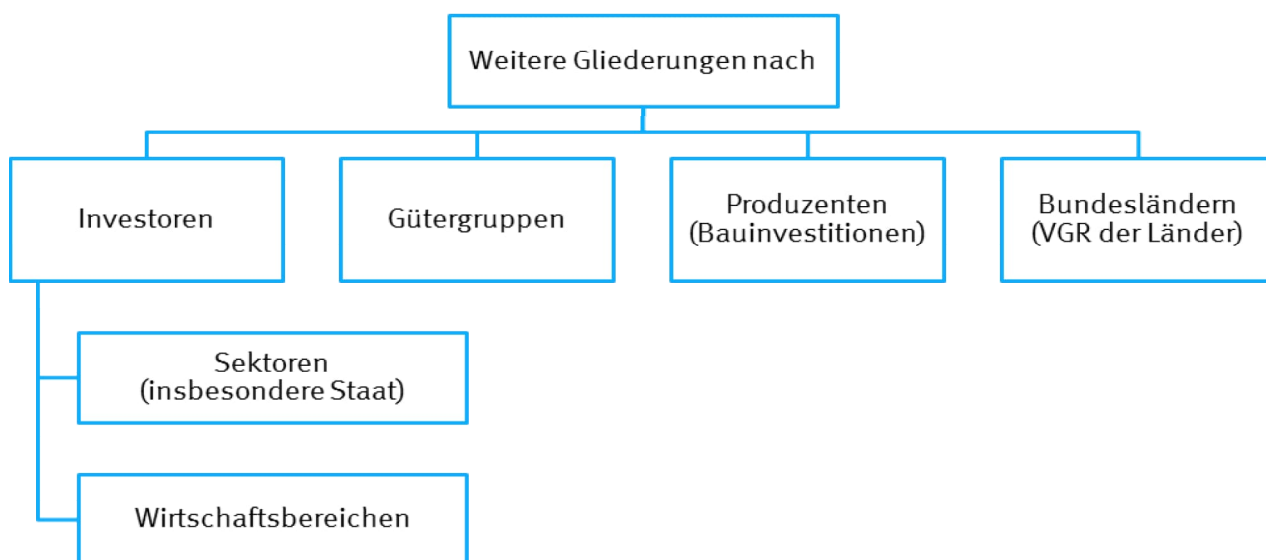 Weitere Gliederungen nach
Investoren
Gütergruppen
Produzenten
(Bauinvestitionen)
Bundesländern
(VGR der Länder)
Sektoren
(insbesondere Staat)
Wirtschaftsbereichen